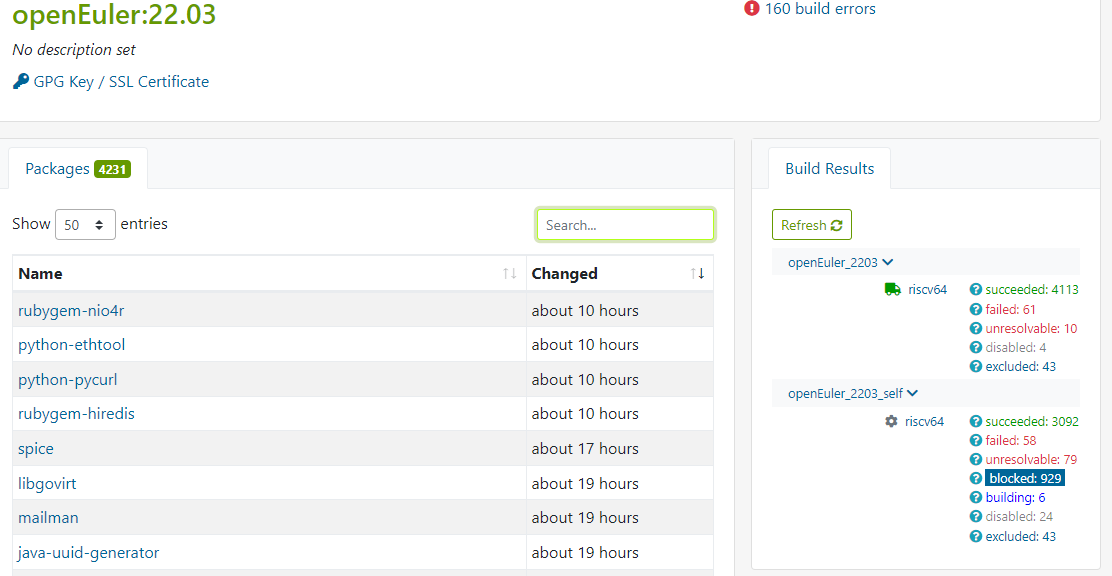 openEuler:22.03
160 build errors
No description set
GPG Key / SSL Certificate
Packages 4231
Show 50 entries
Search...
Name Changed
rubygem-nio4r about 10 hours
python-ethtool about 10 hours
python-pycurl about 10 hours
rubygem-hiredis about 10 hours
spice about 17 hours
libgovirt about 19 hours
mailman about 19 hours
java-uuid-generator about 19 hours
Build Results
Refresh
openEuler_2203
riscv64 succeeded: 4113
failed: 61
unresolvable: 10
disabled: 4
excluded: 43
openEuler_2203_self
riscv64 succeeded: 3092
failed: 58
unresolvable: 79
blocked: 929
building: 6
disabled: 24
excluded: 43